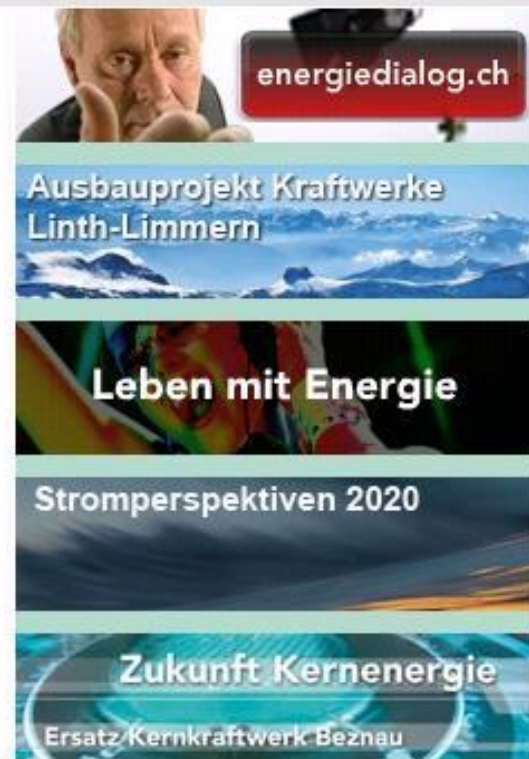 energiedialog.ch
Ausbauprojekt Kraftwerke
Linth-Limmern
Leben mit Energie
Stromperspektiven 2020
Zukunft Kernenergie
Ersatz Kernkraftwerk Beznau